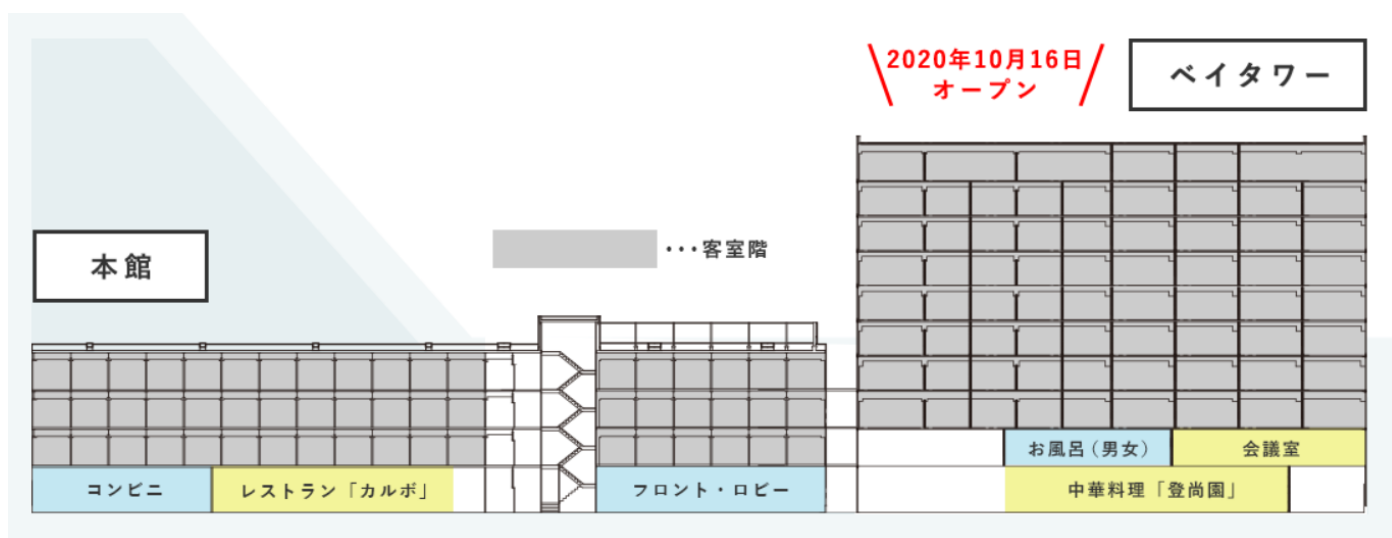 2020年10月16日
オープン
ベイタワー
本館
・・・客室階
お風呂（男女）
会議室
コンビニ
レストラン「カルボ」
フロント・ロビー
中華料理「登尚園」